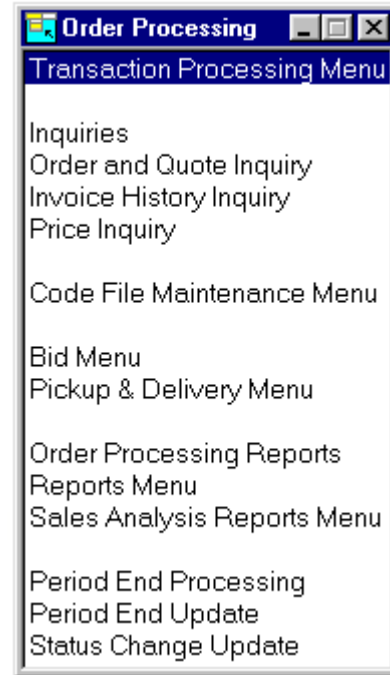 Order Processing
Transaction Processing Menu
Inquiries
Order and Quote Inquiry
Invoice History Inquiry
Price Inquiry
Code File Maintenance Menu
Bid Menu
Pickup & Delivery Menu
Order Processing Reports
Reports Menu
Sales Analysis Reports Menu
Period End Processing
Period End Update
Status Change Update